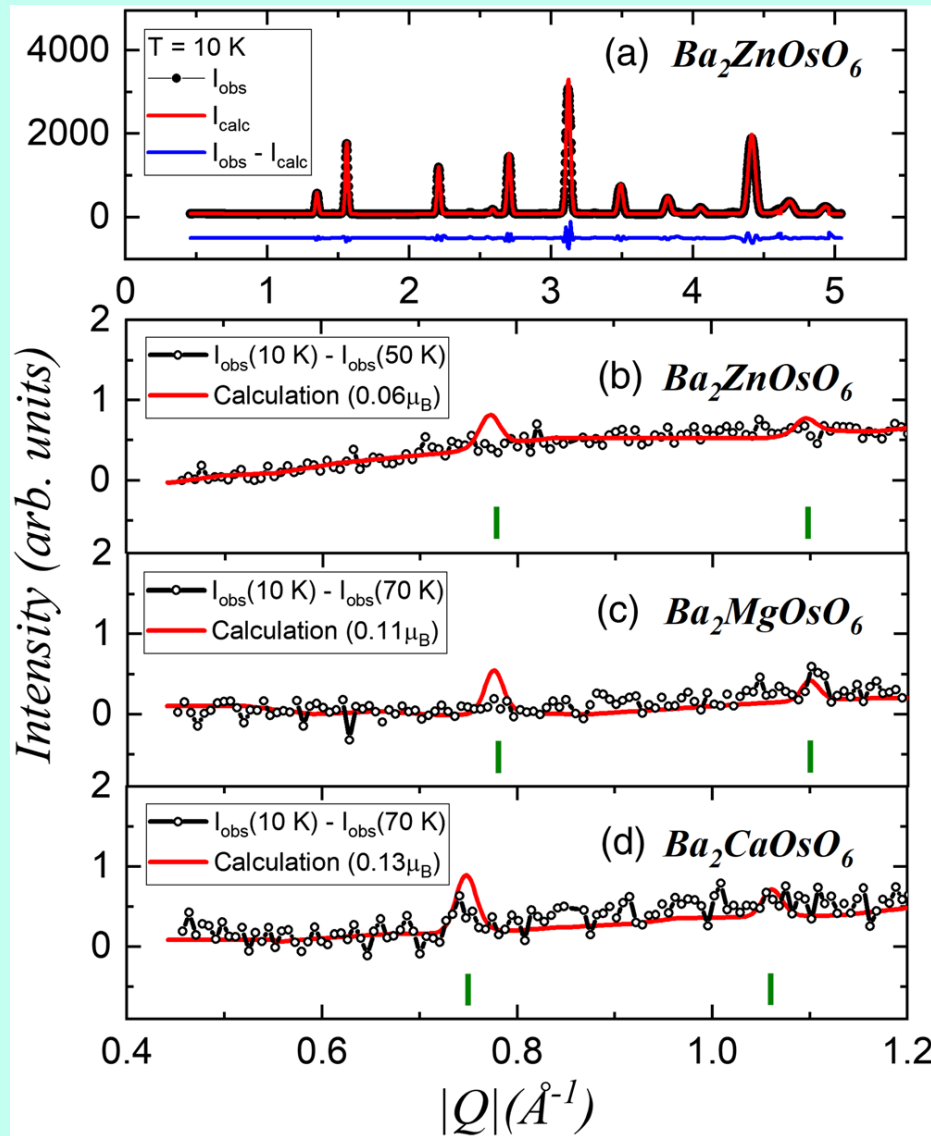 4000
2000
0
T = 10 K
I_obs
I_calc
I_obs - I_calc
(a) Ba₂ZnOsO₆
0 1 2 3 4 5
2
1
0
I_obs(10 K) - I_obs(50 K)
Calculation (0.06μ_B)
(b) Ba₂ZnOsO₆
2
1
0
I_obs(10 K) - I_obs(70 K)
Calculation (0.11μ_B)
(c) Ba₂MgOsO₆
2
1
0
I_obs(10 K) - I_obs(70 K)
Calculation (0.13μ_B)
(d) Ba₂CaOsO₆
0.4 0.6 0.8 1.0 1.2
Intensity (arb. units)
|Q|(Å⁻¹)